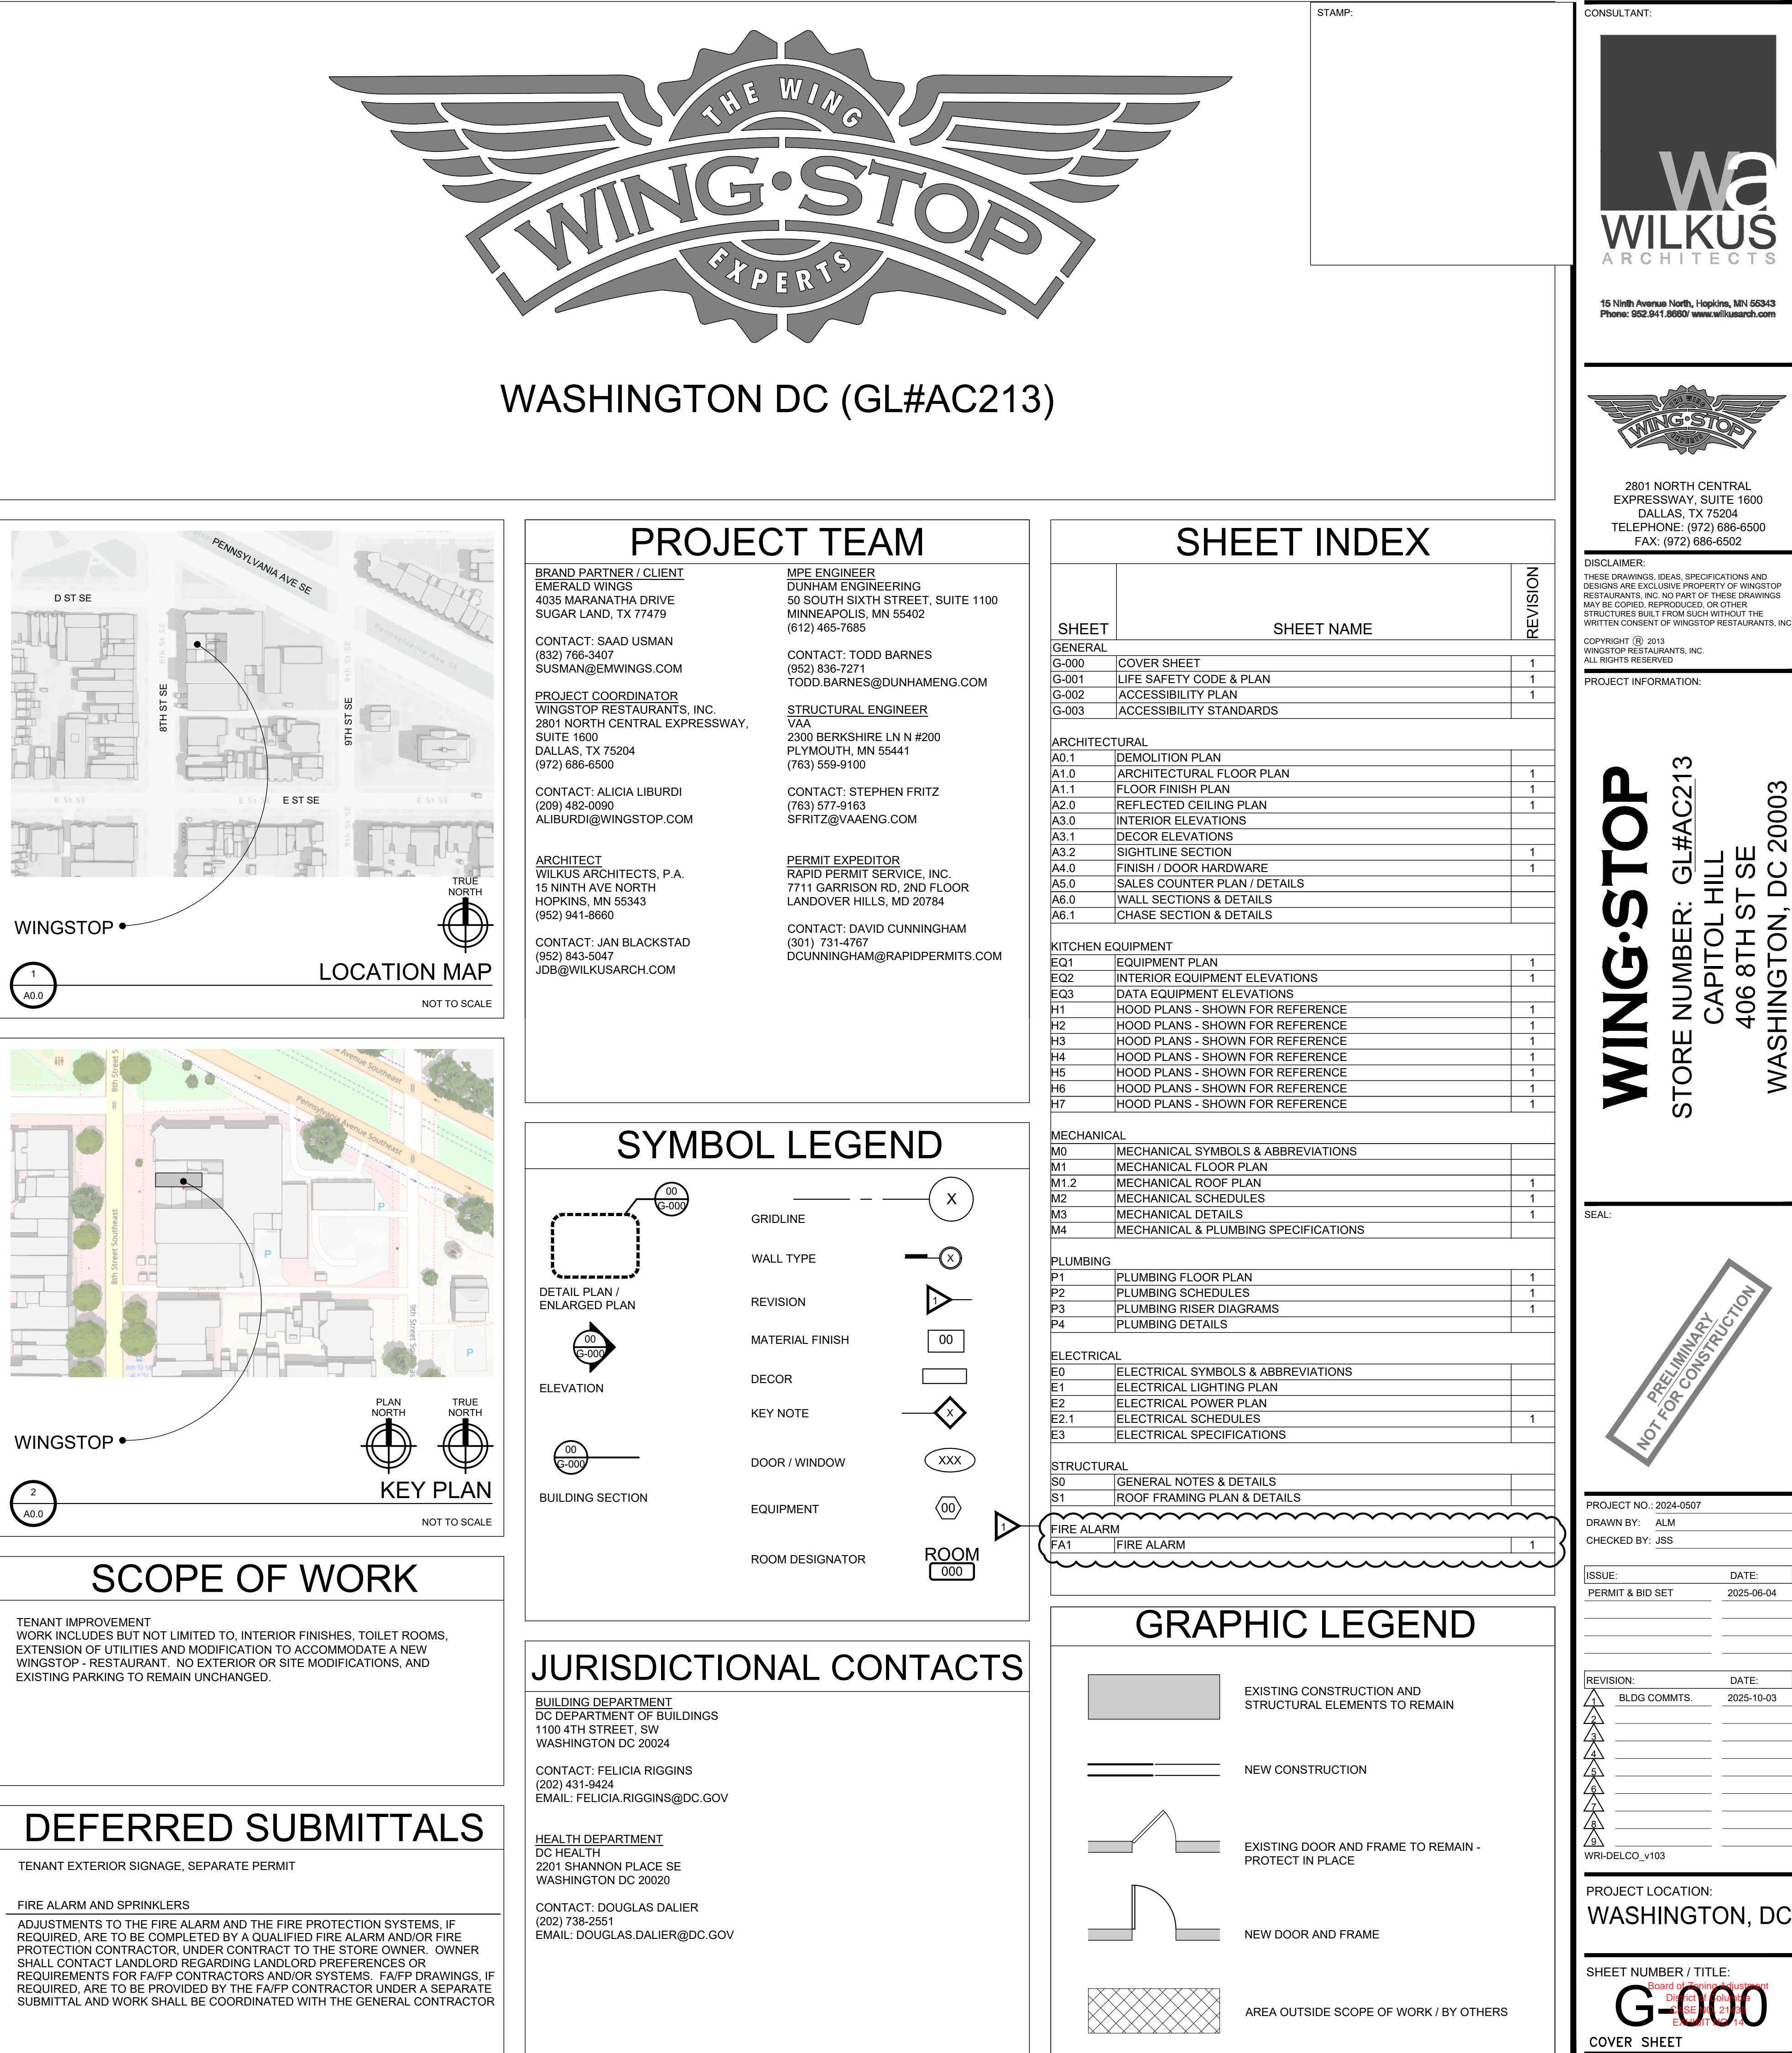 STAMP:
THE WING
WING·STOP
EXPERTS
WASHINGTON DC (GL#AC213)
PENNSYLVANIA AVE SE
D ST SE
8TH ST SE
9TH ST SE
E ST SE
TRUE
NORTH
WINGSTOP
1
A0.0
LOCATION MAP
NOT TO SCALE
8th Street Southeast
Pennsylvania Avenue Southeast
P
P
P
PLAN
NORTH
TRUE
NORTH
WINGSTOP
2
A0.0
KEY PLAN
NOT TO SCALE
SCOPE OF WORK
TENANT IMPROVEMENT
WORK INCLUDES BUT NOT LIMITED TO, INTERIOR FINISHES, TOILET ROOMS,
EXTENSION OF UTILITIES AND MODIFICATION TO ACCOMMODATE A NEW
WINGSTOP - RESTAURANT.  NO EXTERIOR OR SITE MODIFICATIONS, AND
EXISTING PARKING TO REMAIN UNCHANGED.
DEFERRED SUBMITTALS
TENANT EXTERIOR SIGNAGE, SEPARATE PERMIT
FIRE ALARM AND SPRINKLERS
ADJUSTMENTS TO THE FIRE ALARM AND THE FIRE PROTECTION SYSTEMS, IF
REQUIRED, ARE TO BE COMPLETED BY A QUALIFIED FIRE ALARM AND/OR FIRE
PROTECTION CONTRACTOR, UNDER CONTRACT TO THE STORE OWNER.  OWNER
SHALL CONTACT LANDLORD REGARDING LANDLORD PREFERENCES OR
REQUIREMENTS FOR FA/FP CONTRACTORS AND/OR SYSTEMS.  FA/FP DRAWINGS, IF
REQUIRED, ARE TO BE PROVIDED BY THE FA/FP CONTRACTOR UNDER A SEPARATE
SUBMITTAL AND WORK SHALL BE COORDINATED WITH THE GENERAL CONTRACTOR
PROJECT TEAM
BRAND PARTNER / CLIENT
EMERALD WINGS
4035 MARANATHA DRIVE
SUGAR LAND, TX 77479
CONTACT: SAAD USMAN
(832) 766-3407
SUSMAN@EMWINGS.COM
PROJECT COORDINATOR
WINGSTOP RESTAURANTS, INC.
2801 NORTH CENTRAL EXPRESSWAY,
SUITE 1600
DALLAS, TX 75204
(972) 686-6500
CONTACT: ALICIA LIBURDI
(209) 482-0090
ALIBURDI@WINGSTOP.COM
ARCHITECT
WILKUS ARCHITECTS, P.A.
15 NINTH AVE NORTH
HOPKINS, MN 55343
(952) 941-8660
CONTACT: JAN BLACKSTAD
(952) 843-5047
JDB@WILKUSARCH.COM
MPE ENGINEER
DUNHAM ENGINEERING
50 SOUTH SIXTH STREET, SUITE 1100
MINNEAPOLIS, MN 55402
(612) 465-7685
CONTACT: TODD BARNES
(952) 836-7271
TODD.BARNES@DUNHAMENG.COM
STRUCTURAL ENGINEER
VAA
2300 BERKSHIRE LN N #200
PLYMOUTH, MN 55441
(763) 559-9100
CONTACT: STEPHEN FRITZ
(763) 577-9163
SFRITZ@VAAENG.COM
PERMIT EXPEDITOR
RAPID PERMIT SERVICE, INC.
7711 GARRISON RD, 2ND FLOOR
LANDOVER HILLS, MD 20784
CONTACT: DAVID CUNNINGHAM
(301)  731-4767
DCUNNINGHAM@RAPIDPERMITS.COM
SYMBOL LEGEND
00
G-000
DETAIL PLAN /
ENLARGED PLAN
00
G-000
ELEVATION
00
G-000
BUILDING SECTION
GRIDLINE X
WALL TYPE X
REVISION 1
MATERIAL FINISH 00
DECOR
KEY NOTE X
DOOR / WINDOW XXX
EQUIPMENT 00
ROOM DESIGNATOR ROOM
000
JURISDICTIONAL CONTACTS
BUILDING DEPARTMENT
DC DEPARTMENT OF BUILDINGS
1100 4TH STREET, SW
WASHINGTON DC 20024
CONTACT: FELICIA RIGGINS
(202) 431-9424
EMAIL: FELICIA.RIGGINS@DC.GOV
HEALTH DEPARTMENT
DC HEALTH
2201 SHANNON PLACE SE
WASHINGTON DC 20020
CONTACT: DOUGLAS DALIER
(202) 738-2551
EMAIL: DOUGLAS.DALIER@DC.GOV
SHEET INDEX
SHEET SHEET NAME REVISION
GENERAL
G-000 COVER SHEET 1
G-001 LIFE SAFETY CODE & PLAN 1
G-002 ACCESSIBILITY PLAN 1
G-003 ACCESSIBILITY STANDARDS
ARCHITECTURAL
A0.1 DEMOLITION PLAN
A1.0 ARCHITECTURAL FLOOR PLAN 1
A1.1 FLOOR FINISH PLAN 1
A2.0 REFLECTED CEILING PLAN 1
A3.0 INTERIOR ELEVATIONS
A3.1 DECOR ELEVATIONS
A3.2 SIGHTLINE SECTION 1
A4.0 FINISH / DOOR HARDWARE 1
A5.0 SALES COUNTER PLAN / DETAILS
A6.0 WALL SECTIONS & DETAILS
A6.1 CHASE SECTION & DETAILS
KITCHEN EQUIPMENT
EQ1 EQUIPMENT PLAN 1
EQ2 INTERIOR EQUIPMENT ELEVATIONS 1
EQ3 DATA EQUIPMENT ELEVATIONS
H1 HOOD PLANS - SHOWN FOR REFERENCE 1
H2 HOOD PLANS - SHOWN FOR REFERENCE 1
H3 HOOD PLANS - SHOWN FOR REFERENCE 1
H4 HOOD PLANS - SHOWN FOR REFERENCE 1
H5 HOOD PLANS - SHOWN FOR REFERENCE 1
H6 HOOD PLANS - SHOWN FOR REFERENCE 1
H7 HOOD PLANS - SHOWN FOR REFERENCE 1
MECHANICAL
M0 MECHANICAL SYMBOLS & ABBREVIATIONS
M1 MECHANICAL FLOOR PLAN
M1.2 MECHANICAL ROOF PLAN 1
M2 MECHANICAL SCHEDULES 1
M3 MECHANICAL DETAILS 1
M4 MECHANICAL & PLUMBING SPECIFICATIONS
PLUMBING
P1 PLUMBING FLOOR PLAN 1
P2 PLUMBING SCHEDULES 1
P3 PLUMBING RISER DIAGRAMS 1
P4 PLUMBING DETAILS
ELECTRICAL
E0 ELECTRICAL SYMBOLS & ABBREVIATIONS
E1 ELECTRICAL LIGHTING PLAN
E2 ELECTRICAL POWER PLAN
E2.1 ELECTRICAL SCHEDULES 1
E3 ELECTRICAL SPECIFICATIONS
STRUCTURAL
S0 GENERAL NOTES & DETAILS
S1 ROOF FRAMING PLAN & DETAILS
1
FIRE ALARM
FA1 FIRE ALARM 1
GRAPHIC LEGEND
EXISTING CONSTRUCTION AND
STRUCTURAL ELEMENTS TO REMAIN
NEW CONSTRUCTION
EXISTING DOOR AND FRAME TO REMAIN -
PROTECT IN PLACE
NEW DOOR AND FRAME
AREA OUTSIDE SCOPE OF WORK / BY OTHERS
CONSULTANT:
wa
WILKUS
ARCHITECTS
15 Ninth Avenue North, Hopkins, MN 55343
Phone: 952.941.8660/ www.wilkusarch.com
THE WING
WING·STOP
EXPERTS
2801 NORTH CENTRAL
EXPRESSWAY, SUITE 1600
DALLAS, TX 75204
TELEPHONE: (972) 686-6500
FAX: (972) 686-6502
DISCLAIMER:
THESE DRAWINGS, IDEAS, SPECIFICATIONS AND
DESIGNS ARE EXCLUSIVE PROPERTY OF WINGSTOP
RESTAURANTS, INC. NO PART OF THESE DRAWINGS
MAY BE COPIED, REPRODUCED, OR OTHER
STRUCTURES BUILT FROM SUCH WITHOUT THE
WRITTEN CONSENT OF WINGSTOP RESTAURANTS, INC
COPYRIGHT ® 2013
WINGSTOP RESTAURANTS, INC.
ALL RIGHTS RESERVED
PROJECT INFORMATION:
WING·STOP
STORE NUMBER: GL#AC213
CAPITOL HILL
406 8TH ST SE
WASHINGTON, DC 20003
SEAL:
PRELIMINARY
NOT FOR CONSTRUCTION
PROJECT NO.: 2024-0507
DRAWN BY: ALM
CHECKED BY: JSS
ISSUE: DATE:
PERMIT & BID SET 2025-06-04
REVISION: DATE:
1 BLDG COMMTS. 2025-10-03
2
3
4
5
6
7
8
9
WRI-DELCO_v103
PROJECT LOCATION:
WASHINGTON, DC
SHEET NUMBER / TITLE:
G-000
Board of Zoning Adjustment
District of Columbia
CASE NO.
EXHIBIT NO. 14
COVER SHEET